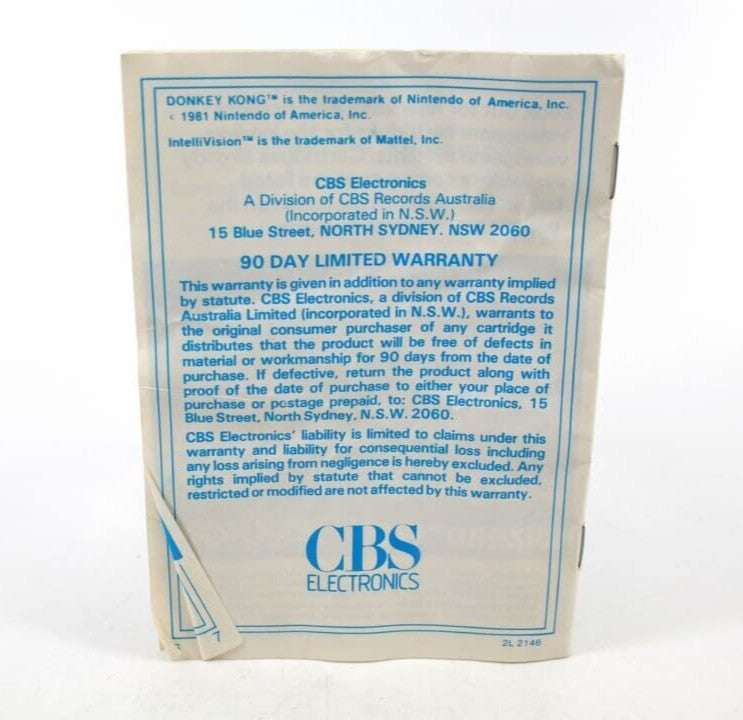 DONKEY KONG™ is the trademark of Nintendo of America, Inc.
© 1981 Nintendo of America, Inc.
IntelliVision™ is the trademark of Mattel, Inc.
CBS Electronics
A Division of CBS Records Australia
(Incorporated in N.S.W.)
15 Blue Street, NORTH SYDNEY. NSW 2060
90 DAY LIMITED WARRANTY
This warranty is given in addition to any warranty implied
by statute. CBS Electronics, a division of CBS Records
Australia Limited (incorporated in N.S.W.), warrants to
the original consumer purchaser of any cartridge it
distributes that the product will be free of defects in
material or workmanship for 90 days from the date of
purchase. If defective, return the product along with
proof of the date of purchase to either your place of
purchase or postage prepaid, to: CBS Electronics, 15
Blue Street, North Sydney, N.S.W. 2060.
CBS Electronics' liability is limited to claims under this
warranty and liability for consequential loss including
any loss arising from negligence is hereby excluded. Any
rights implied by statute that cannot be excluded,
restricted or modified are not affected by this warranty.
CBS
ELECTRONICS
7
2L 2146